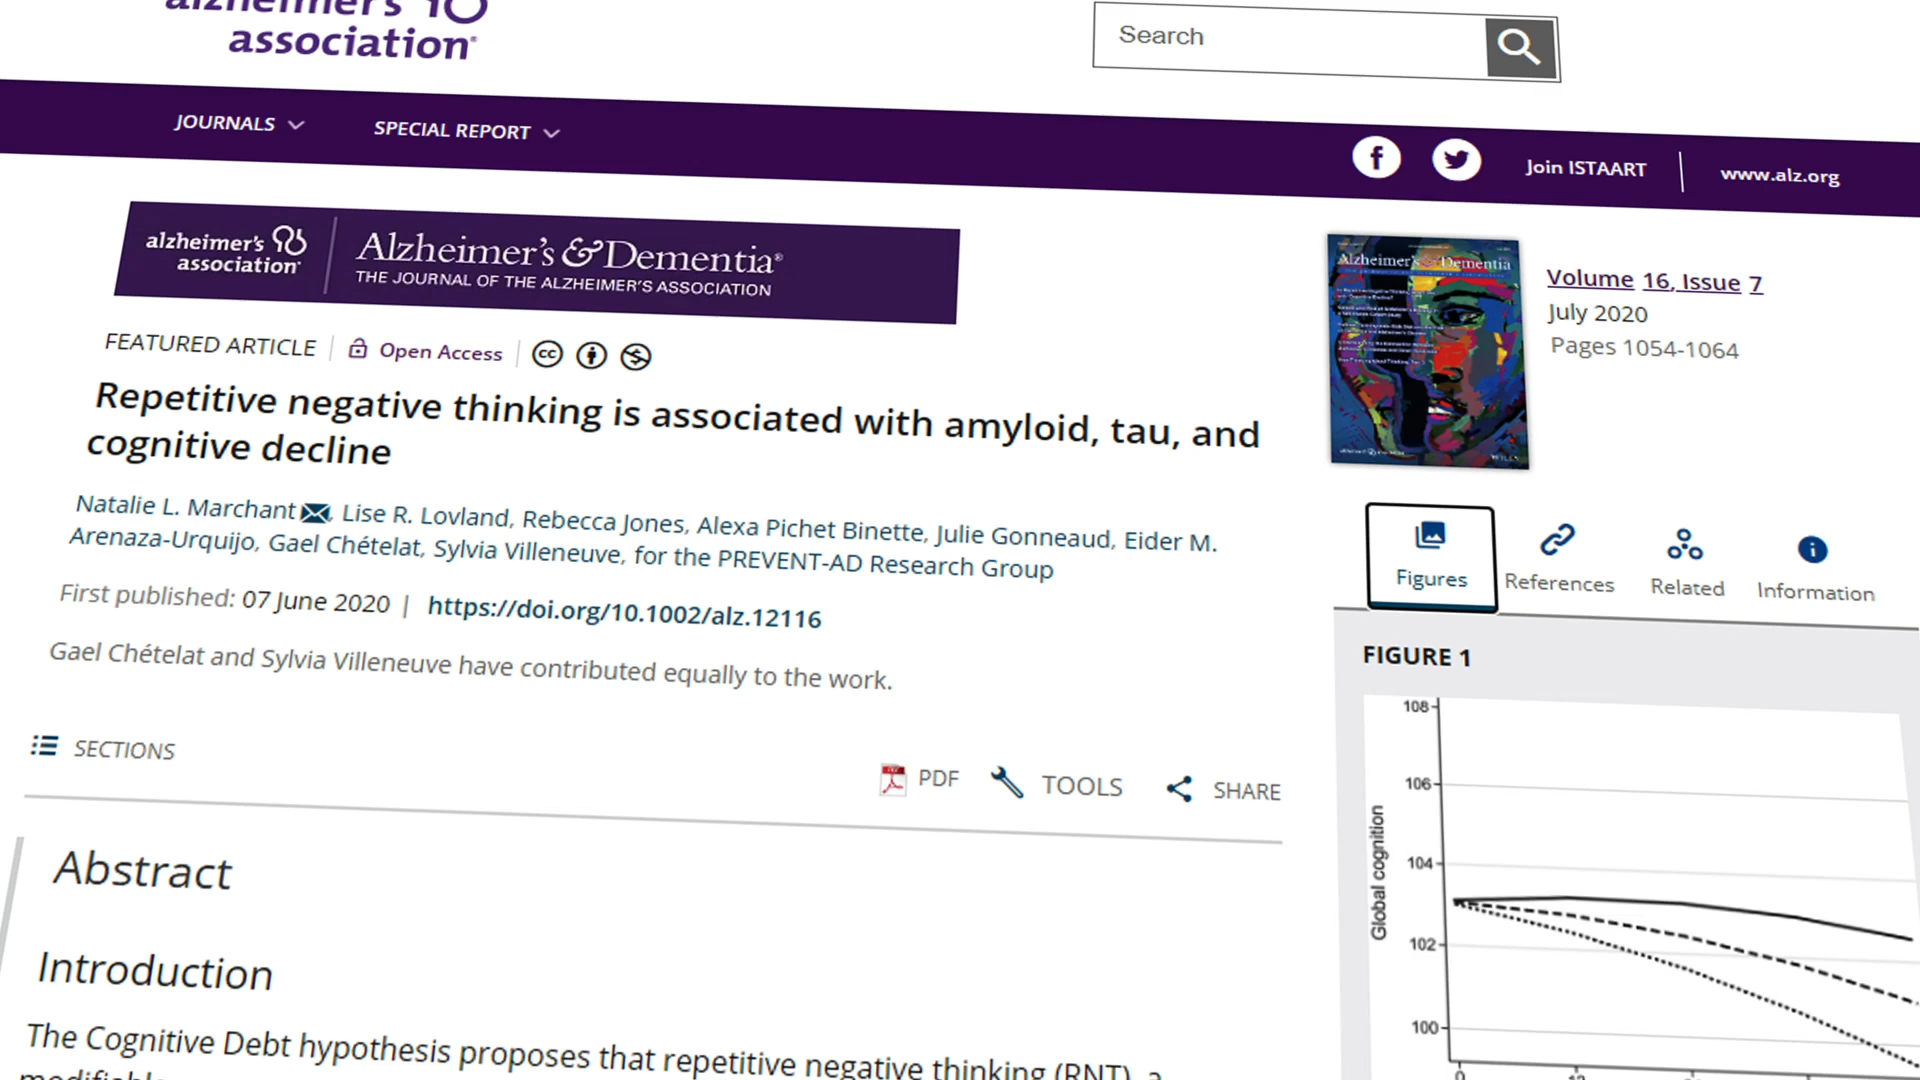 alzheimer's
association
Search
JOURNALS
SPECIAL REPORT
f
Join ISTAART
www.alz.org
alzheimer's
association
Alzheimer's & Dementia
THE JOURNAL OF THE ALZHEIMER'S ASSOCIATION
Alzheimer's & Dementia
Volume 16, Issue 7
July 2020
Pages 1054-1064
FEATURED ARTICLE
Open Access
cc
Repetitive negative thinking is associated with amyloid, tau, and
cognitive decline
Natalie L. Marchant, Lise R. Lovland, Rebecca Jones, Alexa Pichet Binette, Julie Gonneaud, Eider M.
Arenaza-Urquijo, Gael Chételat, Sylvia Villeneuve, for the PREVENT-AD Research Group
First published: 07 June 2020 | https://doi.org/10.1002/alz.12116
Gael Chételat and Sylvia Villeneuve have contributed equally to the work.
Figures
References
Related
Information
SECTIONS
PDF
TOOLS
SHARE
FIGURE 1
108
106
104
102
100
Global cognition
0
12
Abstract
Introduction
The Cognitive Debt hypothesis proposes that repetitive negative thinking (RNT), a